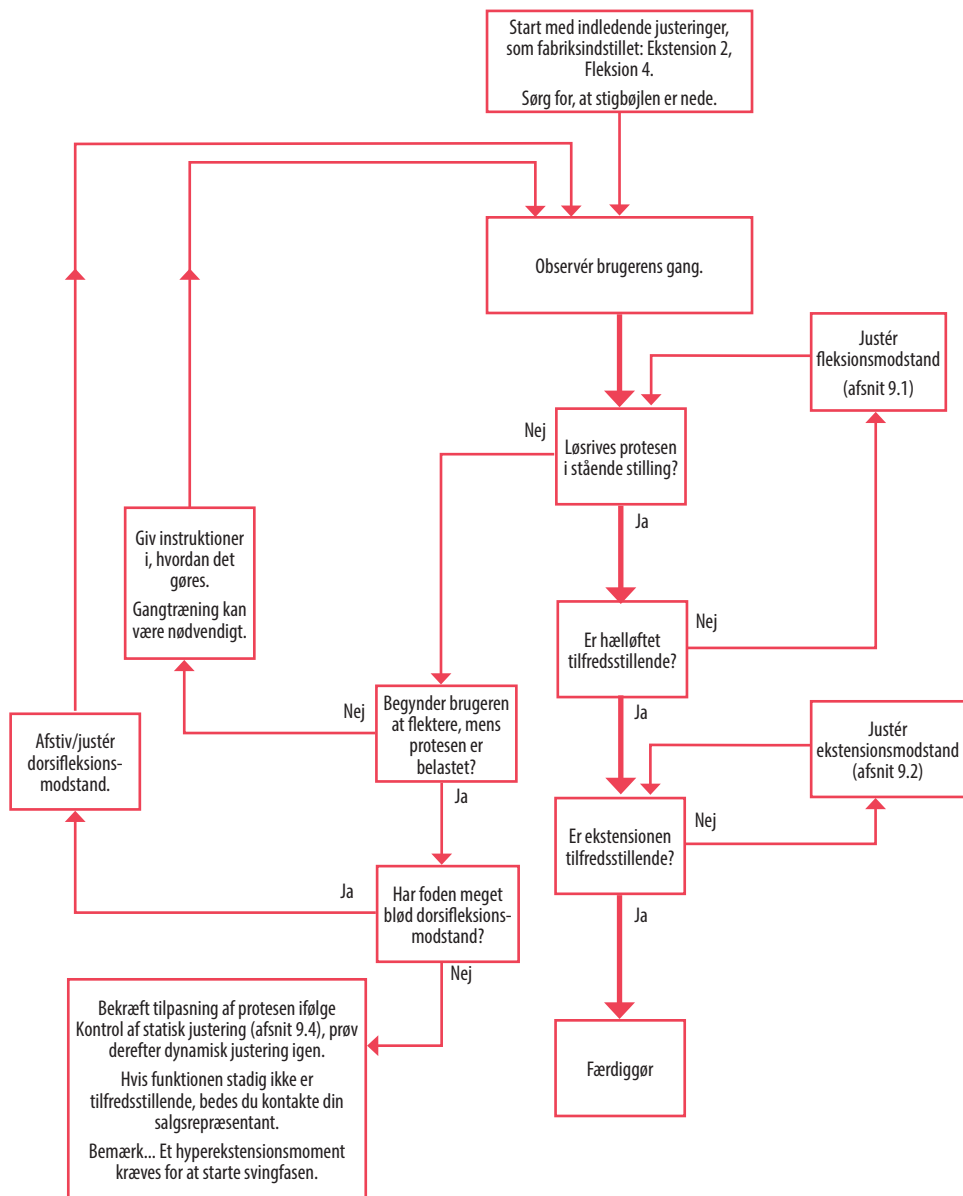 Start med indledende justeringer,
som fabriksindstillet: Ekstension 2,
Fleksion 4.
Sørg for, at stigbøjlen er nede.
Observér brugerens gang.
Justér
fleksionsmodstand
(afsnit 9.1)
Nej
Løsrives protesen
i stående stilling?
Ja
Giv instruktioner
i, hvordan det
gøres.
Gangtræning kan
være nødvendigt.
Er hælløftet
tilfredsstillende?
Nej
Ja
Nej
Begynder brugeren
at flektere, mens
protesen er
belastet?
Ja
Afstiv/justér
dorsifleksions-
modstand.
Justér
ekstensionsmodstand
(afsnit 9.2)
Er ekstensionen
tilfredsstillende?
Nej
Ja
Ja
Har foden meget
blød dorsifleksions-
modstand?
Nej
Bekræft tilpasning af protesen ifølge
Kontrol af statisk justering (afsnit 9.4), prøv
derefter dynamisk justering igen.
Hvis funktionen stadig ikke er
tilfredsstillende, bedes du kontakte din
salgsrepræsentant.
Bemærk... Et hyperekstensionsmoment
kræves for at starte svingfasen.
Færdiggør